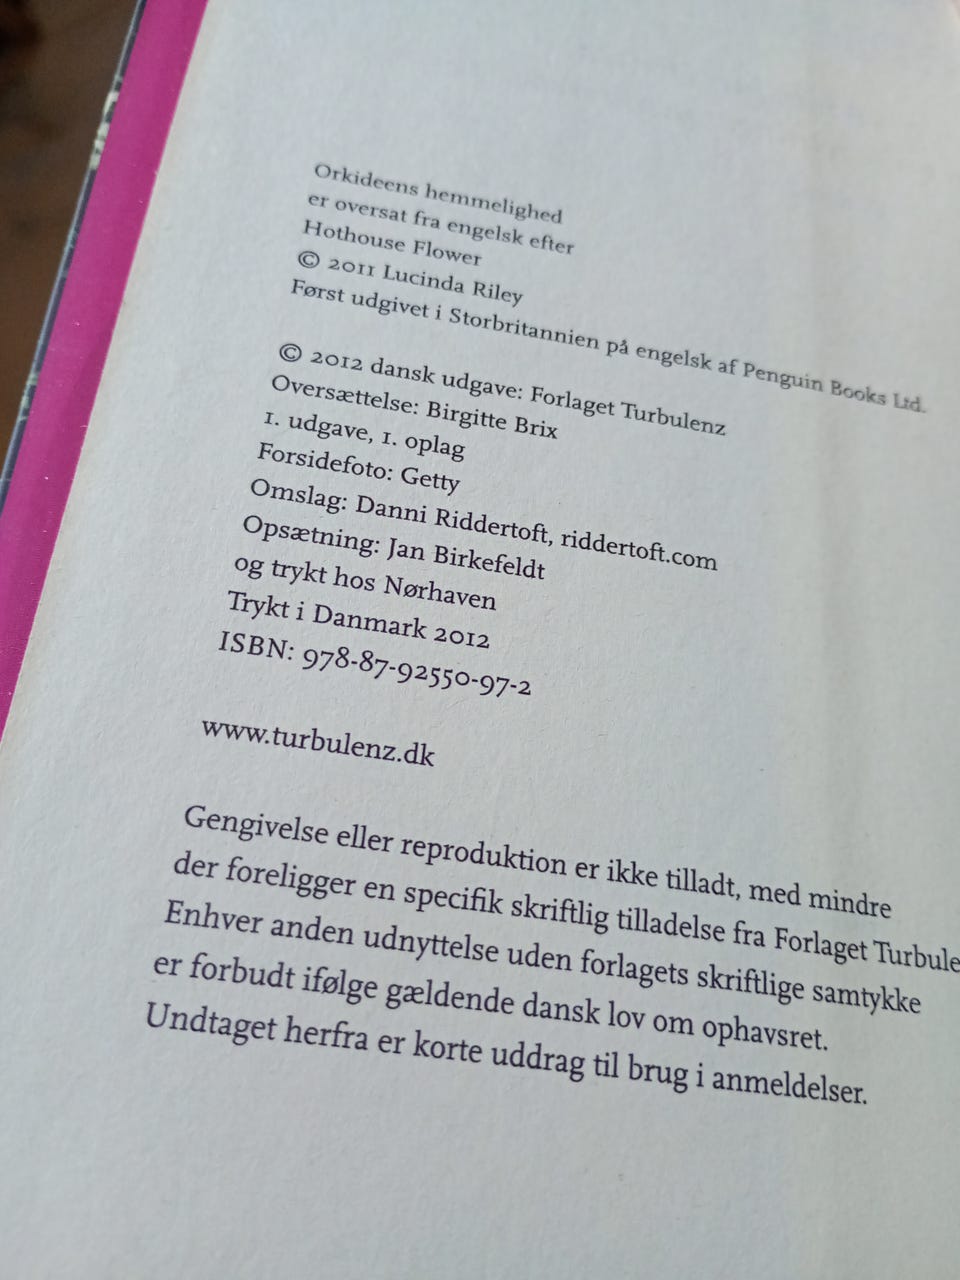 Orkideens hemmelighed
er oversat fra engelsk efter
Hothouse Flower
© 2011 Lucinda Riley
Først udgivet i Storbritannien på engelsk af Penguin Books Ltd.
© 2012 dansk udgave: Forlaget Turbulenz
Oversættelse: Birgitte Brix
1. udgave, 1. oplag
Forsidefoto: Getty
Omslag: Danni Riddertoft, riddertoft.com
Opsætning: Jan Birkefeldt
og trykt hos Nørhaven
Trykt i Danmark 2012
ISBN: 978-87-92550-97-2
www.turbulenz.dk
Gengivelse eller reproduktion er ikke tilladt, med mindre
der foreligger en specifik skriftlig tilladelse fra Forlaget Turbule
Enhver anden udnyttelse uden forlagets skriftlige samtykke
er forbudt ifølge gældende dansk lov om ophavsret.
Undtaget herfra er korte uddrag til brug i anmeldelser.